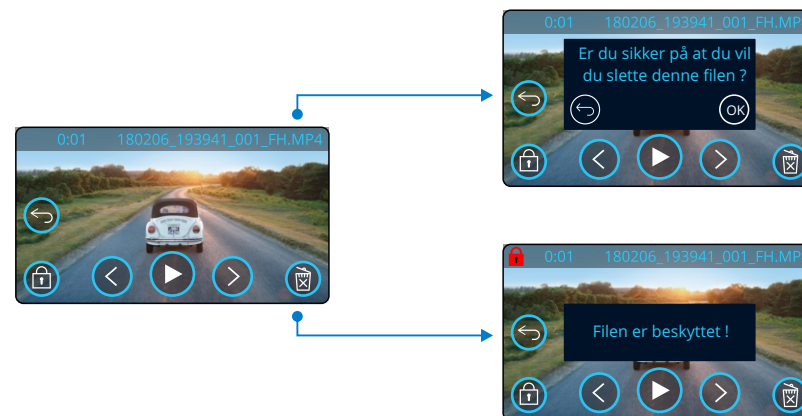 0:01 180206_193941_001_FH.MP4
0:01 180206_193941_001_FH.MP
Er du sikker på at du vil
du slette denne filen ?
OK
0:01 180206_193941_001_FH.MP
Filen er beskyttet !